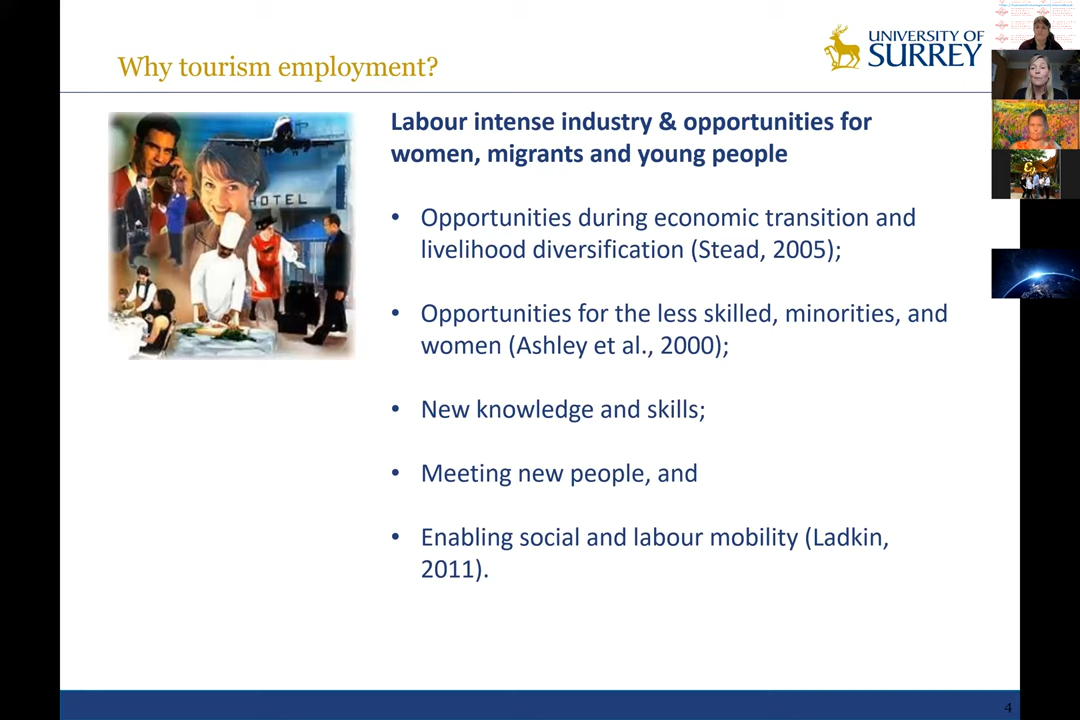 Why tourism employment?
UNIVERSITY OF
SURREY
HOTEL
Labour intense industry & opportunities for
women, migrants and young people
• Opportunities during economic transition and
livelihood diversification (Stead, 2005);
• Opportunities for the less skilled, minorities, and
women (Ashley et al., 2000);
• New knowledge and skills;
• Meeting new people, and
• Enabling social and labour mobility (Ladkin,
2011).
4